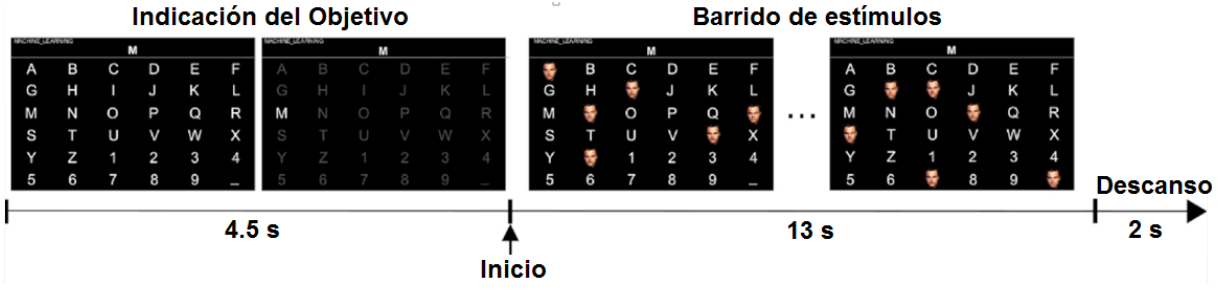 Indicación del Objetivo
MACHINE_LEARNING
M
A B C D E F
G H I J K L
M N O P Q R
S T U V W X
Y Z 1 2 3 4
5 6 7 8 9 _
MACHINE_LEARNING
M
A B C D E F
G H I J K L
M N O P Q R
S T U V W X
Y Z 1 2 3 4
5 6 7 8 9 _
Barrido de estímulos
MACHINE_LEARNING
M
B C D E F
G H J K L
M O P Q
S T U V X
Y 1 2 3 4
5 6 7 8 9 _
...
MACHINE_LEARNING
M
A B C D E F
G J K L
M N O Q R
T U V W X
Y Z 1 2 3 4
5 6 8 9
Descanso
4.5 s
13 s
2 s
Inicio